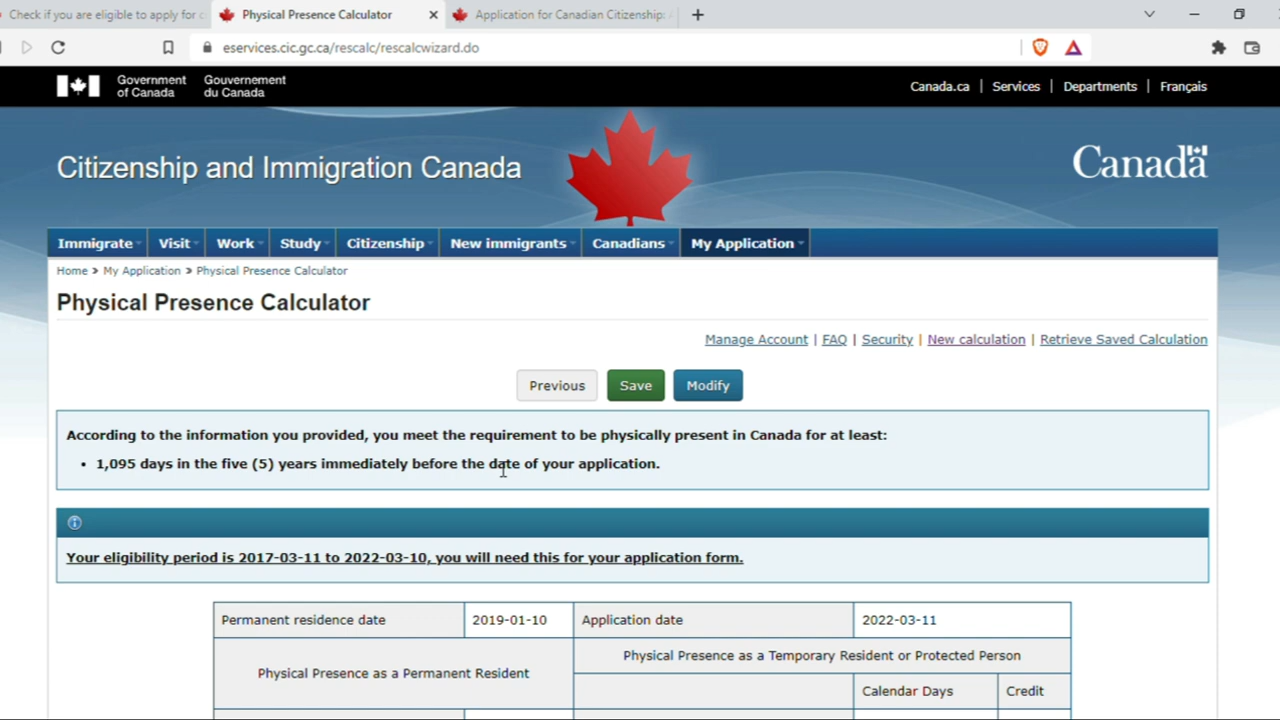 Check if you are eligible to apply for c
Physical Presence Calculator
Application for Canadian Citizenship:
eservices.cic.gc.ca/rescalc/rescalcwizard.do
Government of Canada
Gouvernement du Canada
Canada.ca | Services | Departments | Français
Citizenship and Immigration Canada
Canada
Immigrate Visit Work Study Citizenship New immigrants Canadians My Application
Home > My Application > Physical Presence Calculator
Physical Presence Calculator
Manage Account | FAQ | Security | New calculation | Retrieve Saved Calculation
Previous Save Modify
According to the information you provided, you meet the requirement to be physically present in Canada for at least:
• 1,095 days in the five (5) years immediately before the date of your application.
Your eligibility period is 2017-03-11 to 2022-03-10, you will need this for your application form.
Permanent residence date 2019-01-10 Application date 2022-03-11
Physical Presence as a Permanent Resident
Physical Presence as a Temporary Resident or Protected Person
Calendar Days Credit